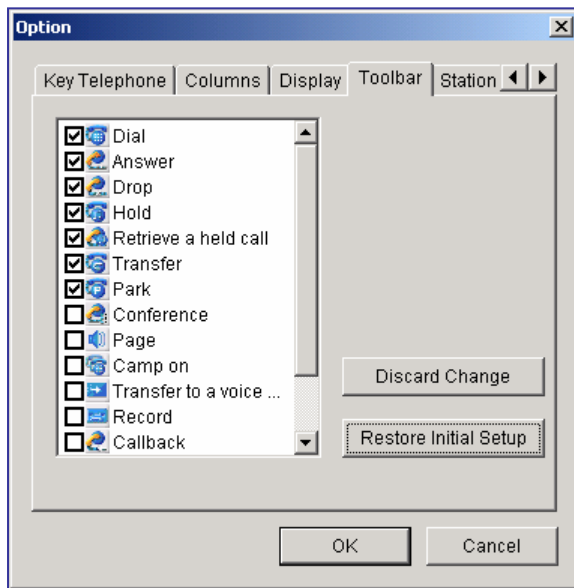 Option
Key Telephone Columns Display Toolbar Station
Dial
Answer
Drop
Hold
Retrieve a held call
Transfer
Park
Conference
Page
Camp on
Transfer to a voice ...
Record
Callback
Discard Change
Restore Initial Setup
OK Cancel